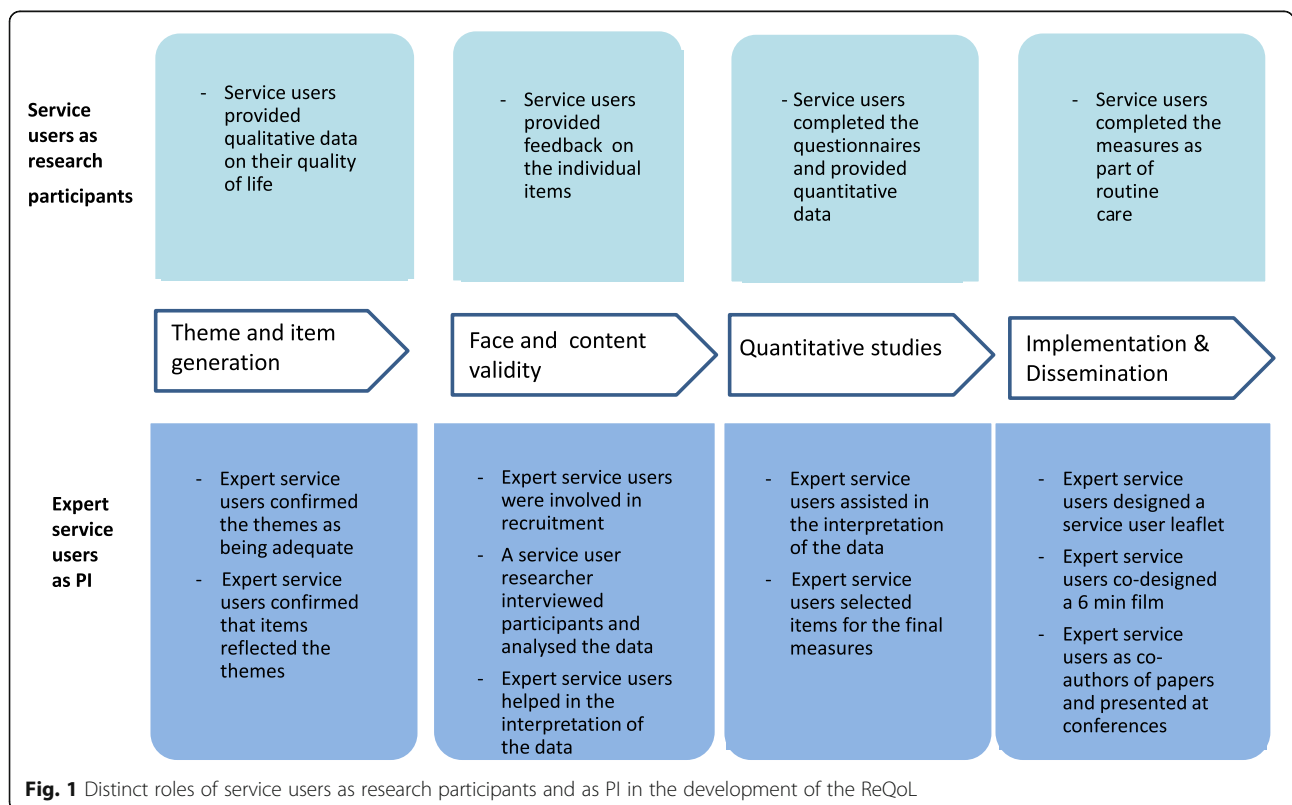 Service
users as
research
participants
- Service users
provided
qualitative data
on their quality
of life
- Service users
provided
feedback on
the individual
items
- Service users
completed the
questionnaires
and provided
quantitative
data
- Service users
completed the
measures as
part of
routine
care
Theme and item
generation
Face and content
validity
Quantitative studies
Implementation &
Dissemination
Expert
service
users
as PI
- Expert service
users confirmed
the themes as
being adequate
- Expert service
users confirmed
that items
reflected the
themes
- Expert service users
were involved in
recruitment
- A service user
researcher
interviewed
participants and
analysed the data
- Expert service users
helped in the
interpretation of
the data
- Expert service
users assisted in
the interpretation
of the data
- Expert service
users selected
items for the final
measures
- Expert service
users designed a
service user leaflet
- Expert service
users co-designed
a 6 min film
- Expert service
users as co-
authors of papers
and presented at
conferences
Fig. 1 Distinct roles of service users as research participants and as PI in the development of the ReQoL